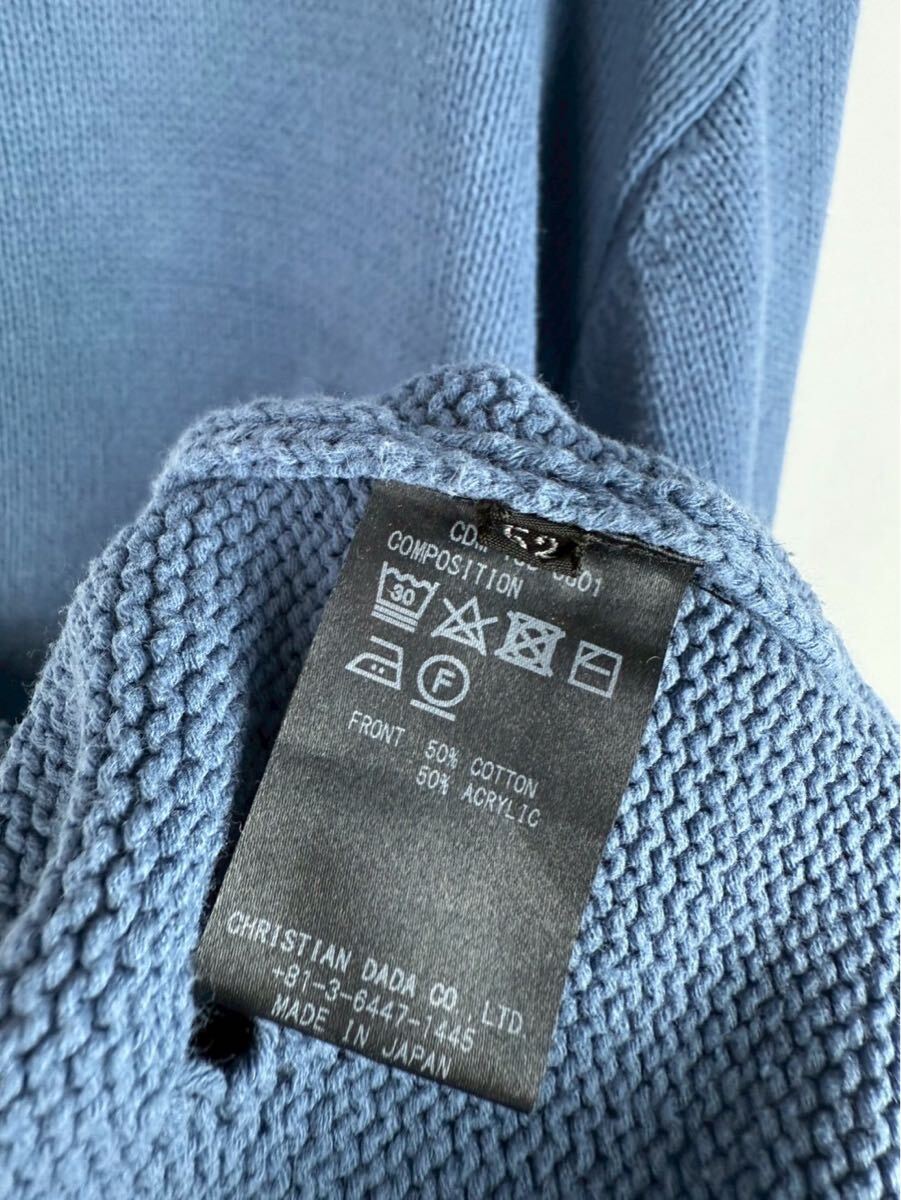 52
COMPOSITION
30
F
FRONT 50% COTTON
50% ACRYLIC
CHRISTIAN DADA CO., LTD.
+81-3-6447-1445
MADE IN JAPAN